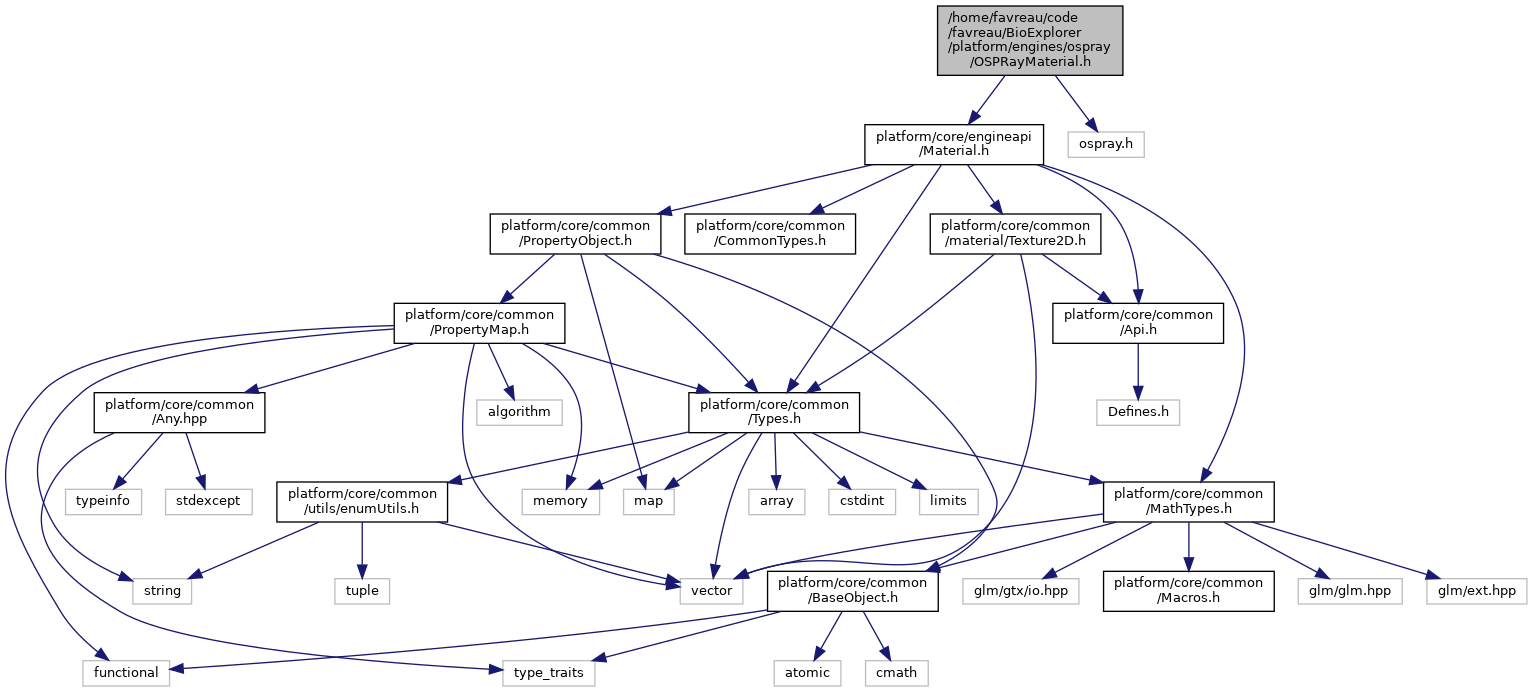 /home/favreau/code
/favreau/BioExplorer
/platform/engines/ospray
/OSPRayMaterial.h
platform/core/engineapi
/Material.h
ospray.h
platform/core/common
/PropertyObject.h
platform/core/common
/CommonTypes.h
platform/core/common
/material/Texture2D.h
platform/core/common
/PropertyMap.h
platform/core/common
/Api.h
platform/core/common
/Any.hpp
algorithm
platform/core/common
/Types.h
Defines.h
typeinfo
stdexcept
platform/core/common
/utils/enumUtils.h
memory
map
array
cstdint
limits
platform/core/common
/MathTypes.h
string
tuple
vector
platform/core/common
/BaseObject.h
glm/gtx/io.hpp
platform/core/common
/Macros.h
glm/glm.hpp
glm/ext.hpp
functional
type_traits
atomic
cmath